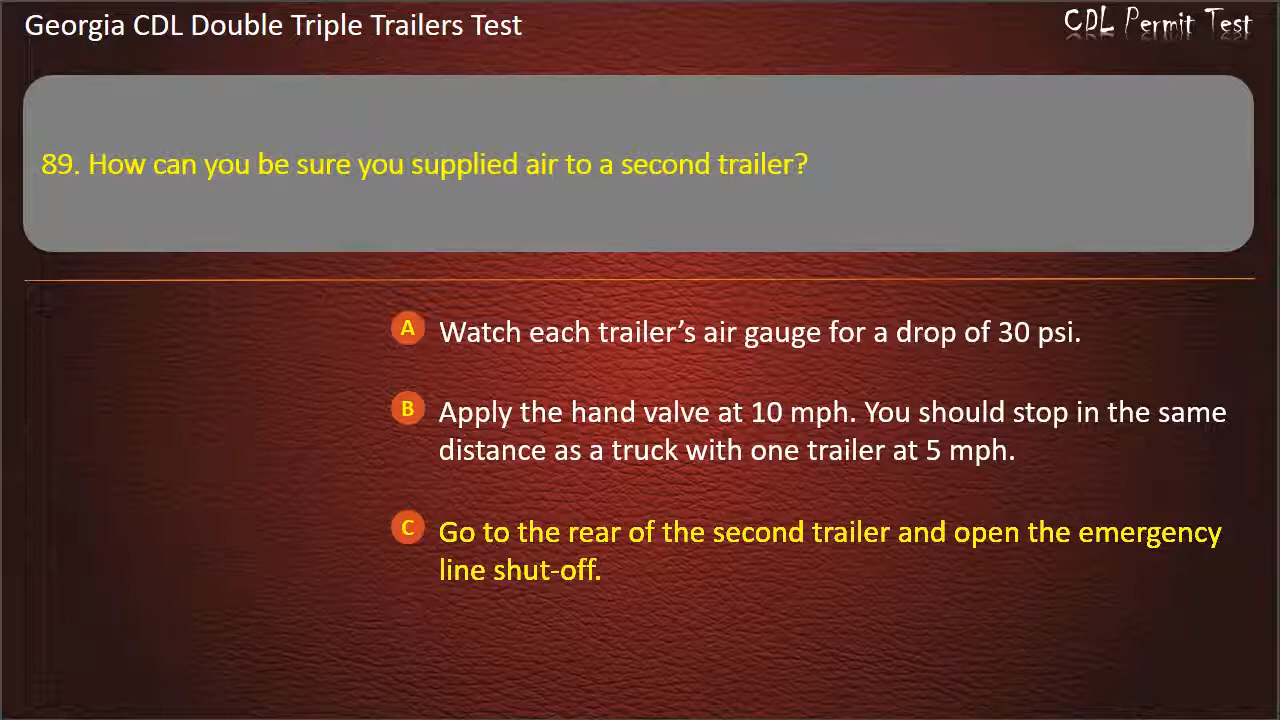 Georgia CDL Double Triple Trailers Test
CDL Permit Test
89. How can you be sure you supplied air to a second trailer?
A Watch each trailer’s air gauge for a drop of 30 psi.
B Apply the hand valve at 10 mph. You should stop in the same
distance as a truck with one trailer at 5 mph.
C Go to the rear of the second trailer and open the emergency
line shut-off.